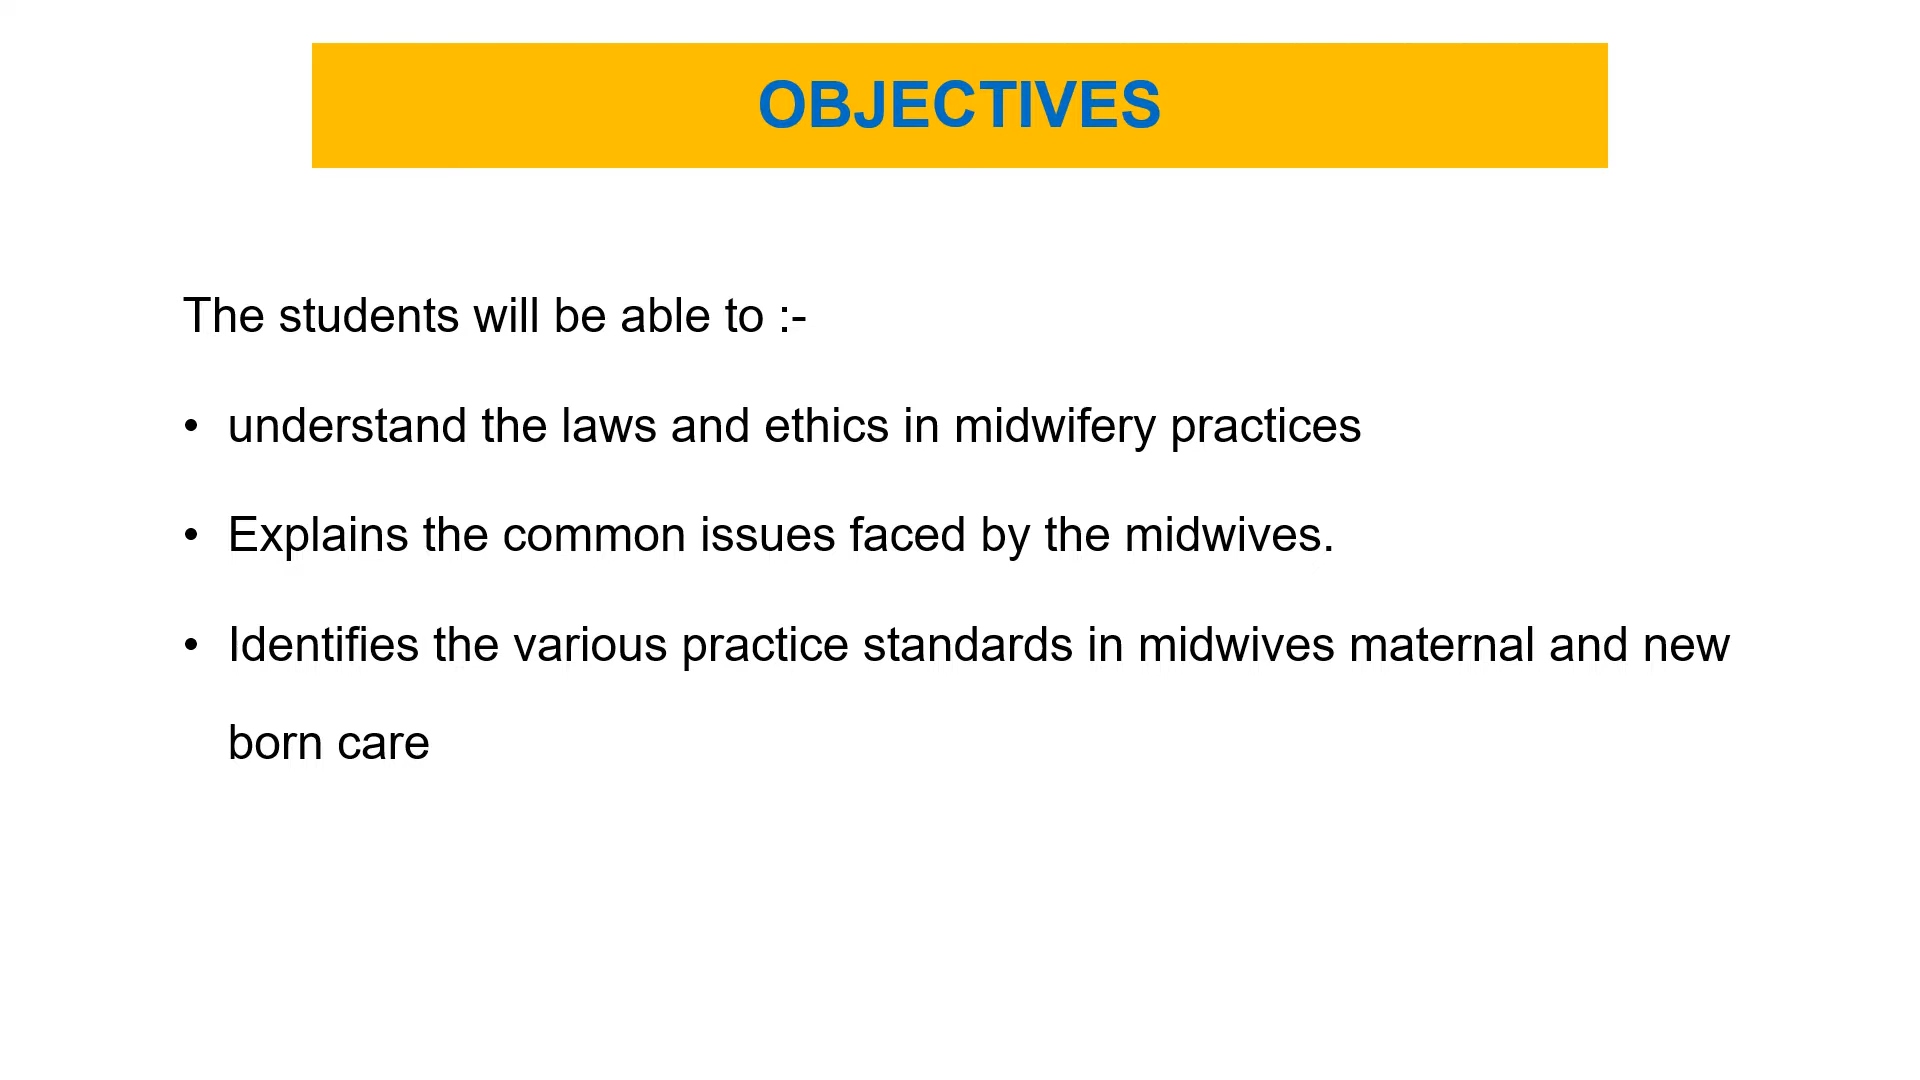 OBJECTIVES
The students will be able to :-
• understand the laws and ethics in midwifery practices
• Explains the common issues faced by the midwives.
• Identifies the various practice standards in midwives maternal and new
born care